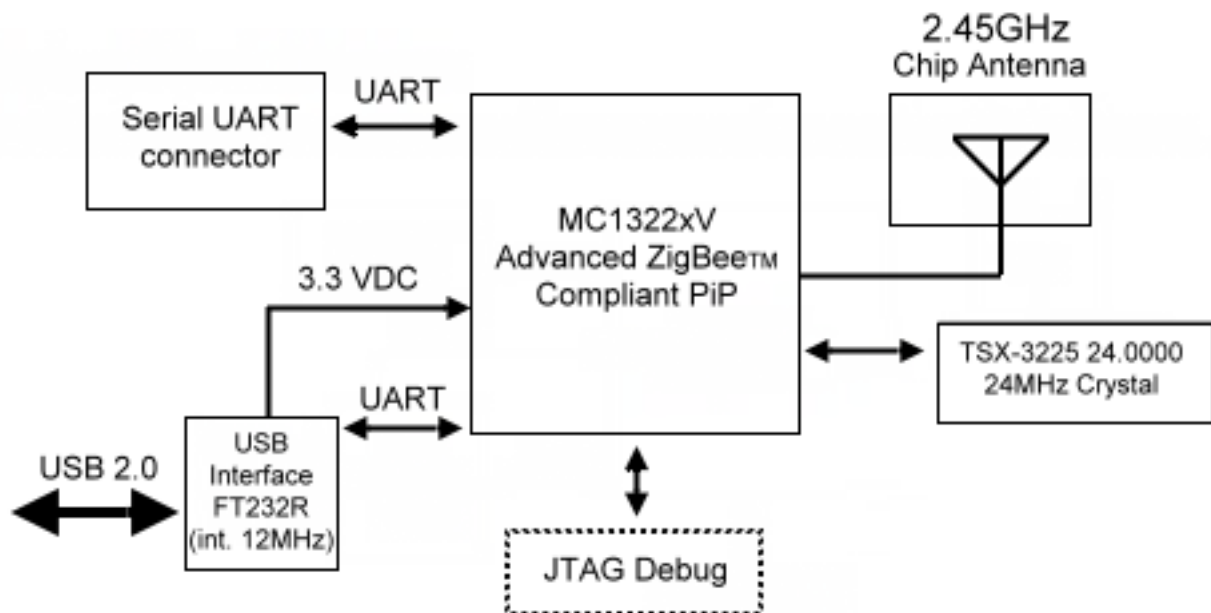 2.45GHz
Chip Antenna
Serial UART
connector
UART
MC1322xV
Advanced ZigBee™
Compliant PiP
3.3 VDC
TSX-3225 24.0000
24MHz Crystal
UART
USB 2.0
USB
Interface
FT232R
(int. 12MHz)
JTAG Debug